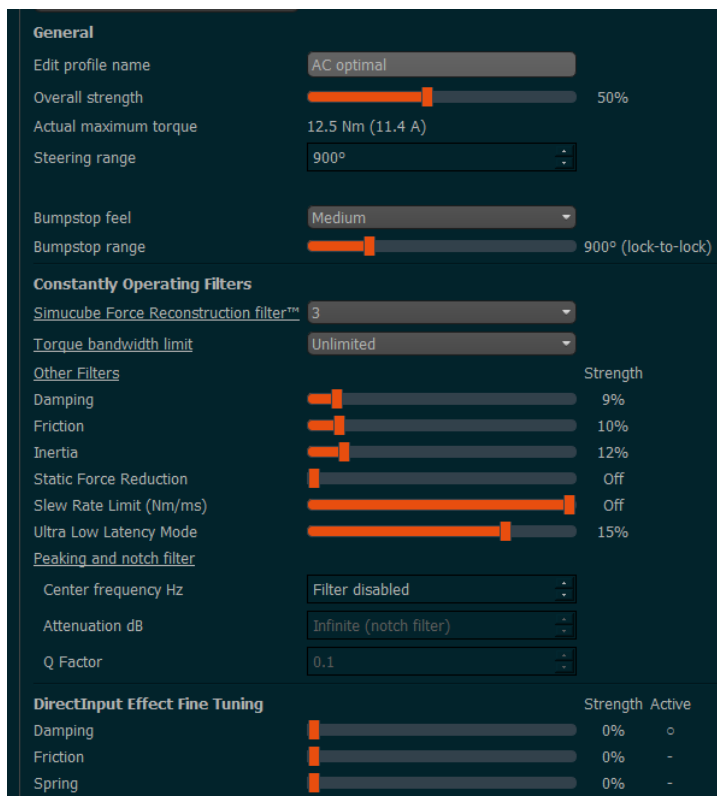 General
Edit profile name AC optimal
Overall strength 50%
Actual maximum torque 12.5 Nm (11.4 A)
Steering range 900°
Bumpstop feel Medium
Bumpstop range 900° (lock-to-lock)
Constantly Operating Filters
Simucube Force Reconstruction filter™ 3
Torque bandwidth limit Unlimited
Other Filters Strength
Damping 9%
Friction 10%
Inertia 12%
Static Force Reduction Off
Slew Rate Limit (Nm/ms) Off
Ultra Low Latency Mode 15%
Peaking and notch filter
Center frequency Hz Filter disabled
Attenuation dB Infinite (notch filter)
Q Factor 0.1
DirectInput Effect Fine Tuning Strength Active
Damping 0% ○
Friction 0% -
Spring 0% -